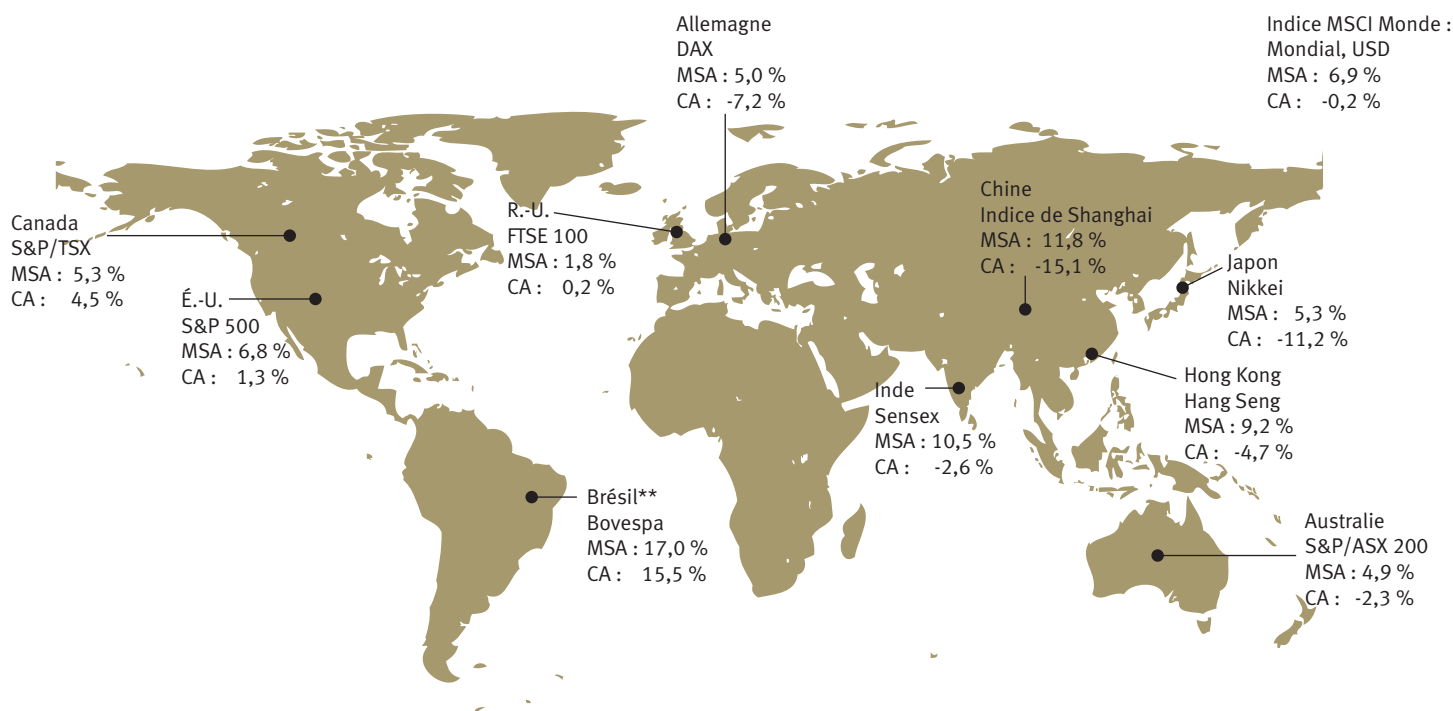 Allemagne
DAX
MSA : 5,0 %
CA : -7,2 %
Indice MSCI Monde :
Mondial, USD
MSA : 6,9 %
CA : -0,2 %
Canada
S&P/TSX
MSA : 5,3 %
CA : 4,5 %
É.-U.
S&P 500
MSA : 6,8 %
CA : 1,3 %
R.-U.
FTSE 100
MSA : 1,8 %
CA : 0,2 %
Chine
Indice de Shanghai
MSA : 11,8 %
CA : -15,1 %
Japon
Nikkei
MSA : 5,3 %
CA : -11,2 %
Hong Kong
Hang Seng
MSA : 9,2 %
CA : -4,7 %
Inde
Sensex
MSA : 10,5 %
CA : -2,6 %
Brésil**
Bovespa
MSA : 17,0 %
CA : 15,5 %
Australie
S&P/ASX 200
MSA : 4,9 %
CA : -2,3 %